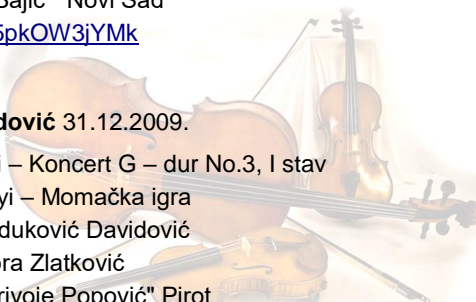 Bajić" Novi Sad
5pkOW3jYMk
dović 31.12.2009.
i – Koncert G – dur No.3, I stav
yi – Momačka igra
duković Davidović
ora Zlatković
rivoje Popović" Pirot